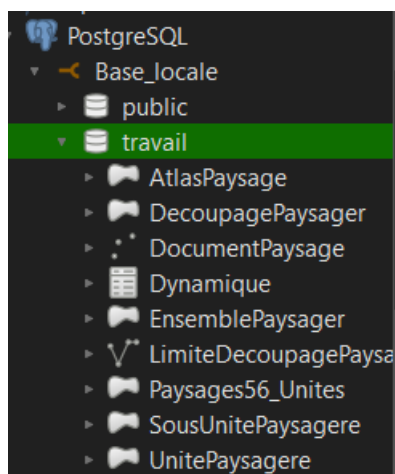 PostgreSQL
Base_locale
public
travail
AtlasPaysage
DecoupagePaysager
DocumentPaysage
Dynamique
EnsemblePaysager
LimiteDecoupagePaysa
Paysages56_Unites
SousUnitePaysagere
UnitePaysagere